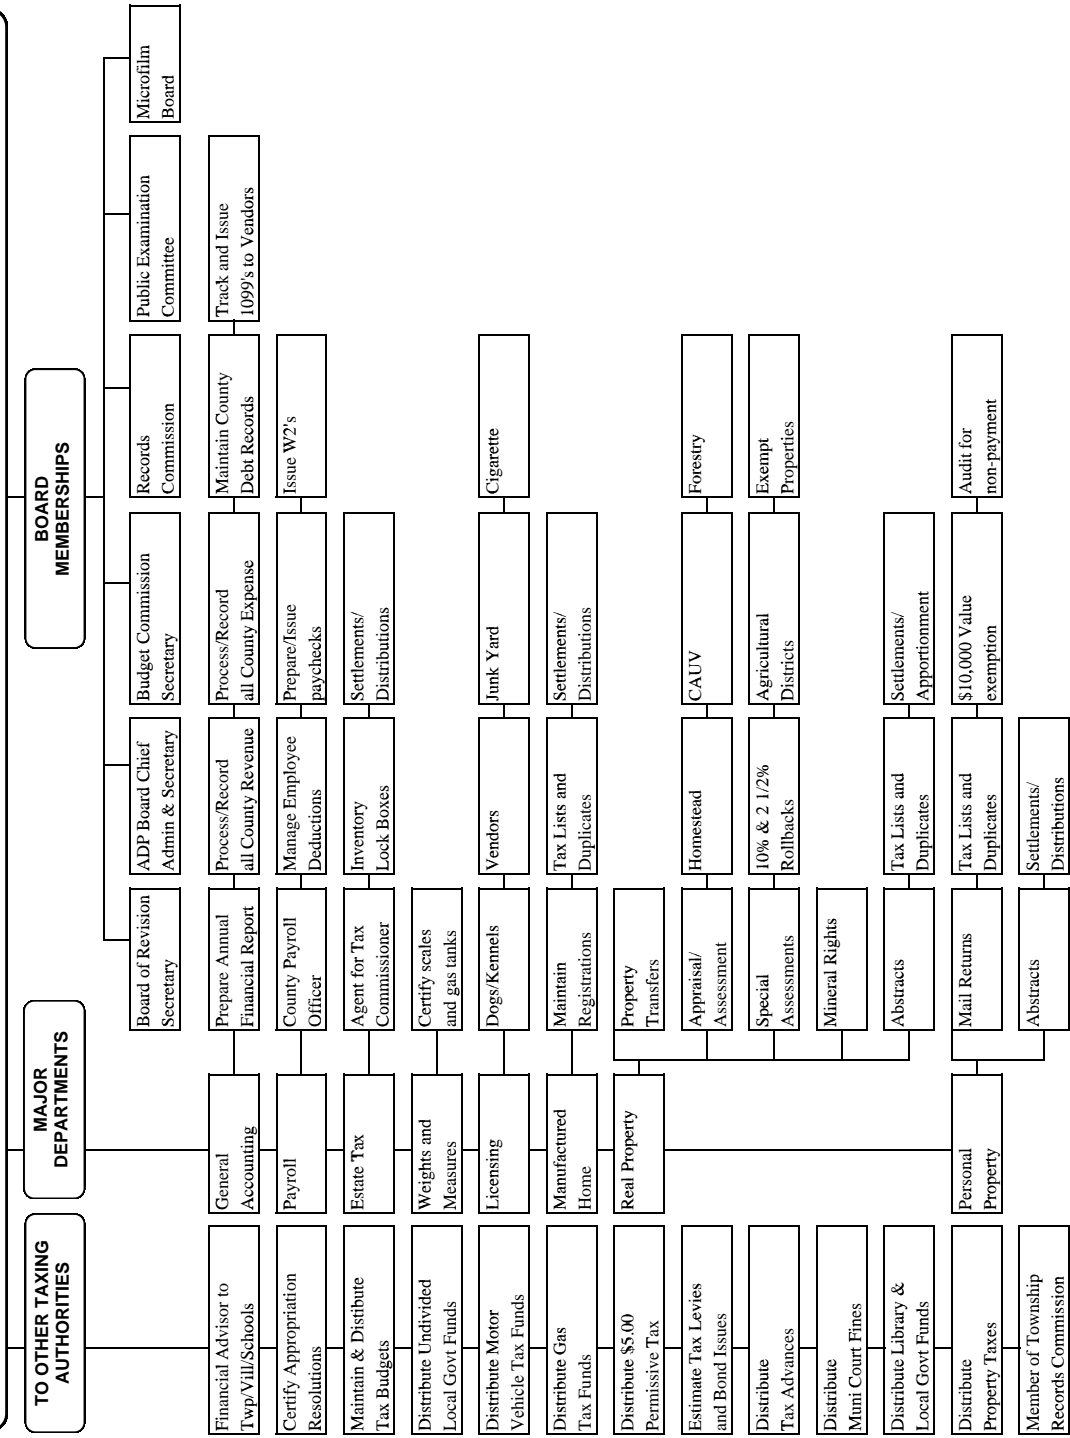 TO OTHER TAXING
AUTHORITIES
MAJOR
DEPARTMENTS
BOARD
MEMBERSHIPS
Board of Revision
Secretary
ADP Board Chief
Admin & Secretary
Budget Commission
Secretary
Records
Commission
Public Examination
Committee
Microfilm
Board
Financial Advisor to
Twp/Vill/Schools
General
Accounting
Prepare Annual
Financial Report
Process/Record
all County Revenue
Process/Record
all County Expense
Maintain County
Debt Records
Track and Issue
1099's to Vendors
Certify Appropriation
Resolutions
Payroll
County Payroll
Officer
Manage Employee
Deductions
Prepare/Issue
paychecks
Issue W2's
Maintain & Distibute
Tax Budgets
Estate Tax
Agent for Tax
Commissioner
Inventory
Lock Boxes
Settlements/
Distributions
Distribute Undivided
Local Govt Funds
Weights and
Measures
Certify scales
and gas tanks
Distribute Motor
Vehicle Tax Funds
Licensing
Dogs/Kennels
Vendors
Junk Yard
Cigarette
Distribute Gas
Tax Funds
Manufactured
Home
Maintain
Registrations
Tax Lists and
Duplicates
Settlements/
Distributions
Distribute $5.00
Permissive Tax
Real Property
Property
Transfers
Estimate Tax Levies
and Bond Issues
Appraisal/
Assessment
Homestead
CAUV
Forestry
Distribute
Tax Advances
Special
Assessments
10% & 2 1/2%
Rollbacks
Agricultural
Districts
Exempt
Properties
Distribute
Muni Court Fines
Mineral Rights
Distribute Library &
Local Govt Funds
Abstracts
Tax Lists and
Duplicates
Settlements/
Apportionment
Distribute
Property Taxes
Personal
Property
Mail Returns
Tax Lists and
Duplicates
$10,000 Value
exemption
Audit for
non-payment
Member of Township
Records Commission
Abstracts
Settlements/
Distributions